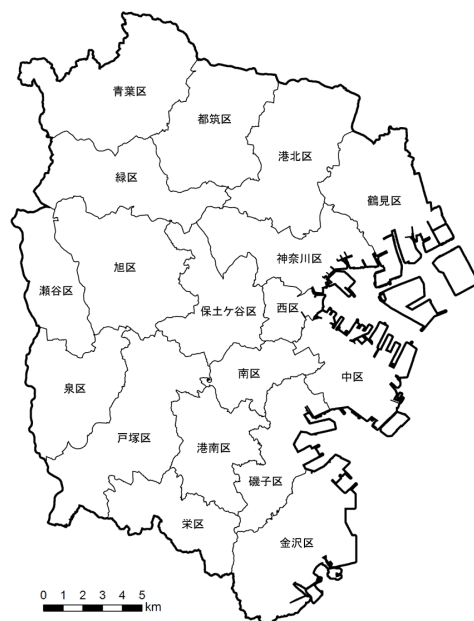 青葉区
都筑区
港北区
緑区
鶴見区
神奈川区
旭区
瀬谷区
保土ケ谷区
西区
南区
中区
泉区
戸塚区
港南区
磯子区
栄区
金沢区
0 1 2 3 4 5
km